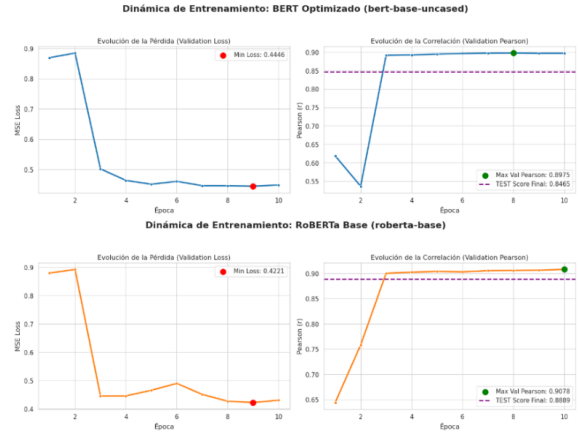 Dinámica de Entrenamiento: BERT Optimizado (bert-base-uncased)
Evolución de la Pérdida (Validation Loss)
Min Loss: 0.4446
0.9
0.8
0.7
0.6
0.5
MSE Loss
2 4 6 8 10
Época
Evolución de la Correlación (Validation Pearson)
0.90
0.85
0.80
0.75
0.70
0.65
0.60
0.55
Pearson (r)
Max Val Pearson: 0.8975
TEST Score Final: 0.8465
2 4 6 8 10
Época
Dinámica de Entrenamiento: RoBERTa Base (roberta-base)
Evolución de la Pérdida (Validation Loss)
Min Loss: 0.4221
0.9
0.8
0.7
0.6
0.5
0.4
MSE Loss
2 4 6 8 10
Época
Evolución de la Correlación (Validation Pearson)
0.90
0.85
0.80
0.75
0.70
0.65
Pearson (r)
Max Val Pearson: 0.9078
TEST Score Final: 0.8889
2 4 6 8 10
Época